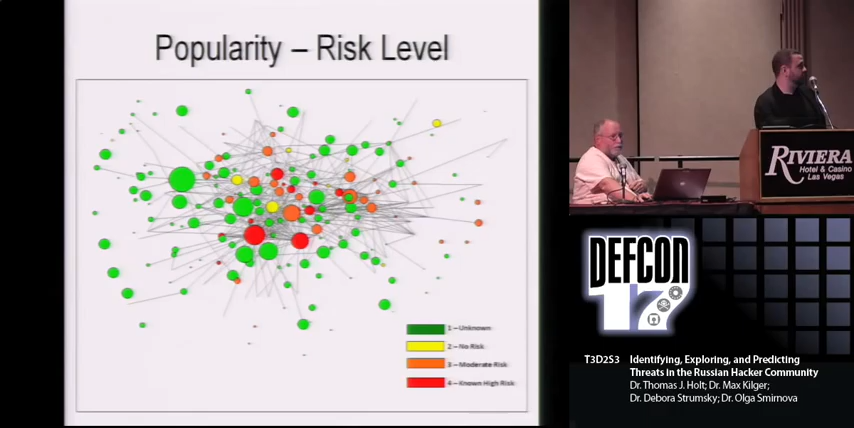 Popularity – Risk Level
1 – Unknown
2 – No Risk
3 – Moderate Risk
4 – Known High Risk
RIVIERA
Hotel & Casino
Las Vegas
DEFCON
17
T3D2S3 Identifying, Exploring, and Predicting
Threats in the Russian Hacker Community
Dr. Thomas J. Holt; Dr. Max Kilger;
Dr. Debora Strumsky; Dr. Olga Smirnova